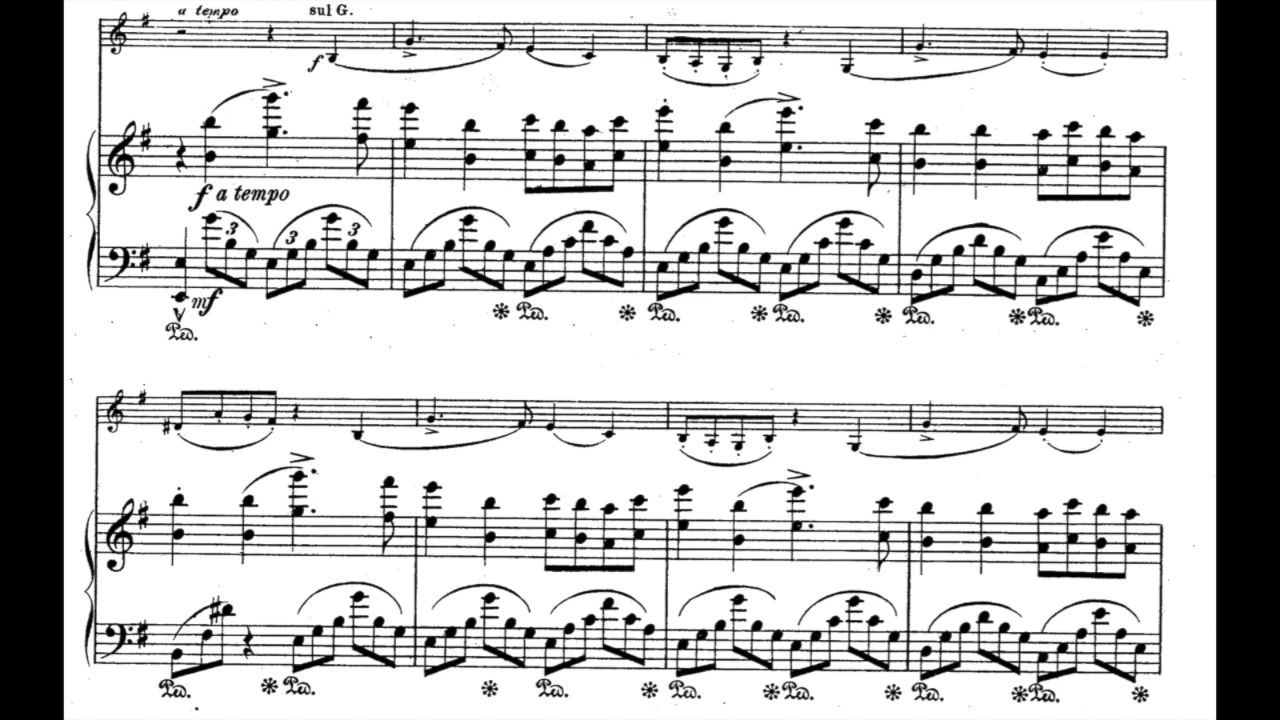 a tempo sul G.
f
f a tempo
3 3 3
mf
Ped. Ped. Ped. Ped. Ped. Ped.
Ped.
Ped. Ped. Ped. Ped. Ped. Ped. Ped.